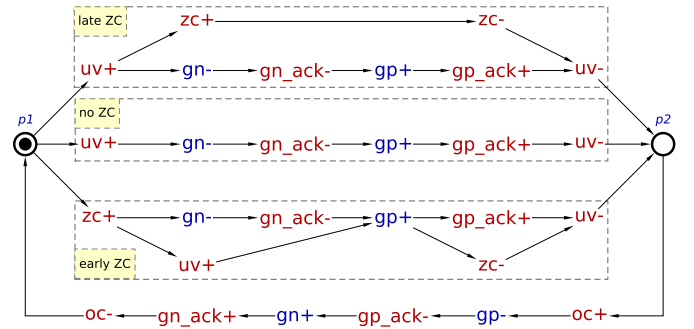 late ZC
zc+ zc-
uv+ gn- gn_ack- gp+ gp_ack+ uv-
p1 no ZC p2
uv+ gn- gn_ack- gp+ gp_ack+ uv-
zc+ gn- gn_ack- gp+ gp_ack+ uv-
early ZC uv+ zc-
oc- gn_ack+ gn+ gp_ack- gp- oc+